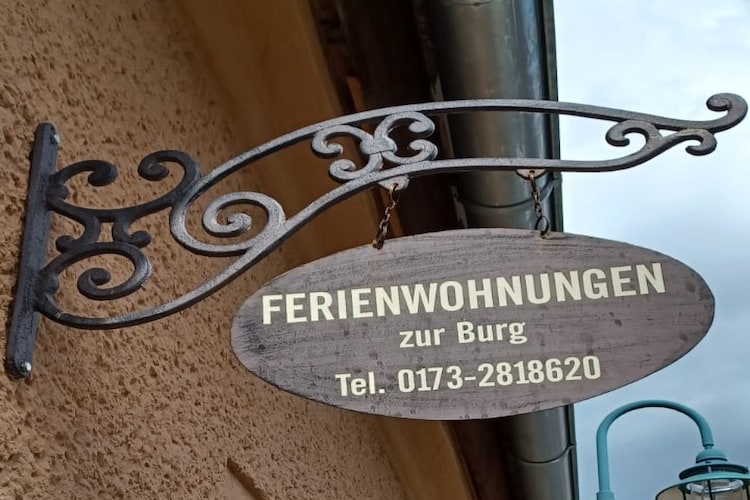 FERIENWOHNUNGEN
zur Burg
Tel. 0173-2818620